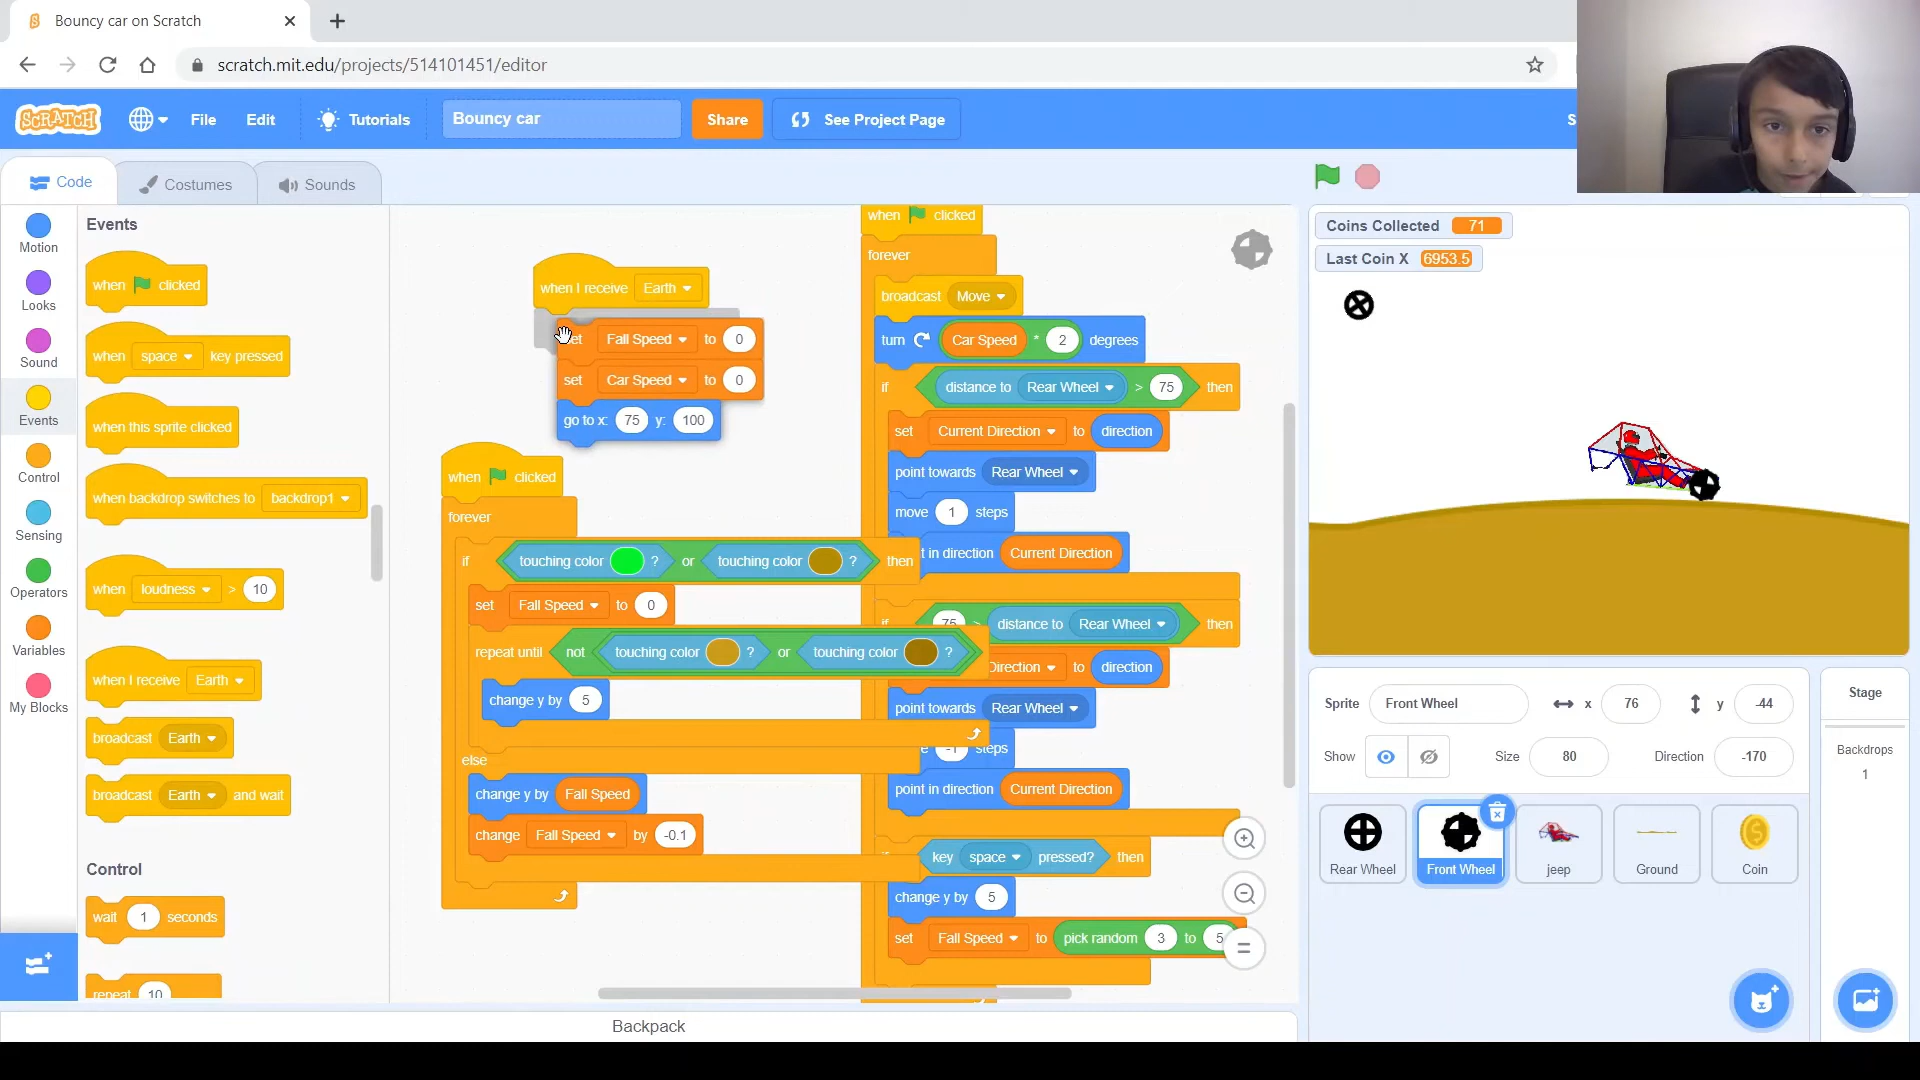 Bouncy car on Scratch
scratch.mit.edu/projects/514101451/editor
SCRATCH
File
Edit
Tutorials
Bouncy car
Share
See Project Page
Code
Costumes
Sounds
Motion
Looks
Sound
Events
Control
Sensing
Operators
Variables
My Blocks
Events
when clicked
when space key pressed
when this sprite clicked
when backdrop switches to backdrop1
when loudness > 10
when I receive Earth
broadcast Earth
broadcast Earth and wait
Control
wait 1 seconds
repeat 10
when I receive Earth
set Fall Speed to 0
set Car Speed to 0
go to x: 75 y: 100
when clicked
forever
if touching color ? or touching color ? then
set Fall Speed to 0
repeat until not touching color ? or touching color ?
change y by 5
else
change y by Fall Speed
change Fall Speed by -0.1
when clicked
forever
broadcast Move
turn Car Speed * 2 degrees
if distance to Rear Wheel > 75 then
set Current Direction to direction
point towards Rear Wheel
move 1 steps
t in direction Current Direction
if 75 > distance to Rear Wheel then
Direction to direction
point towards Rear Wheel
e -1 steps
point in direction Current Direction
key space pressed? then
change y by 5
set Fall Speed to pick random 3 to 5
Backpack
Coins Collected 71
Last Coin X 6953.5
Sprite Front Wheel x 76 y -44
Show Size 80 Direction -170
Rear Wheel
Front Wheel
jeep
Ground
Coin
Stage
Backdrops
1